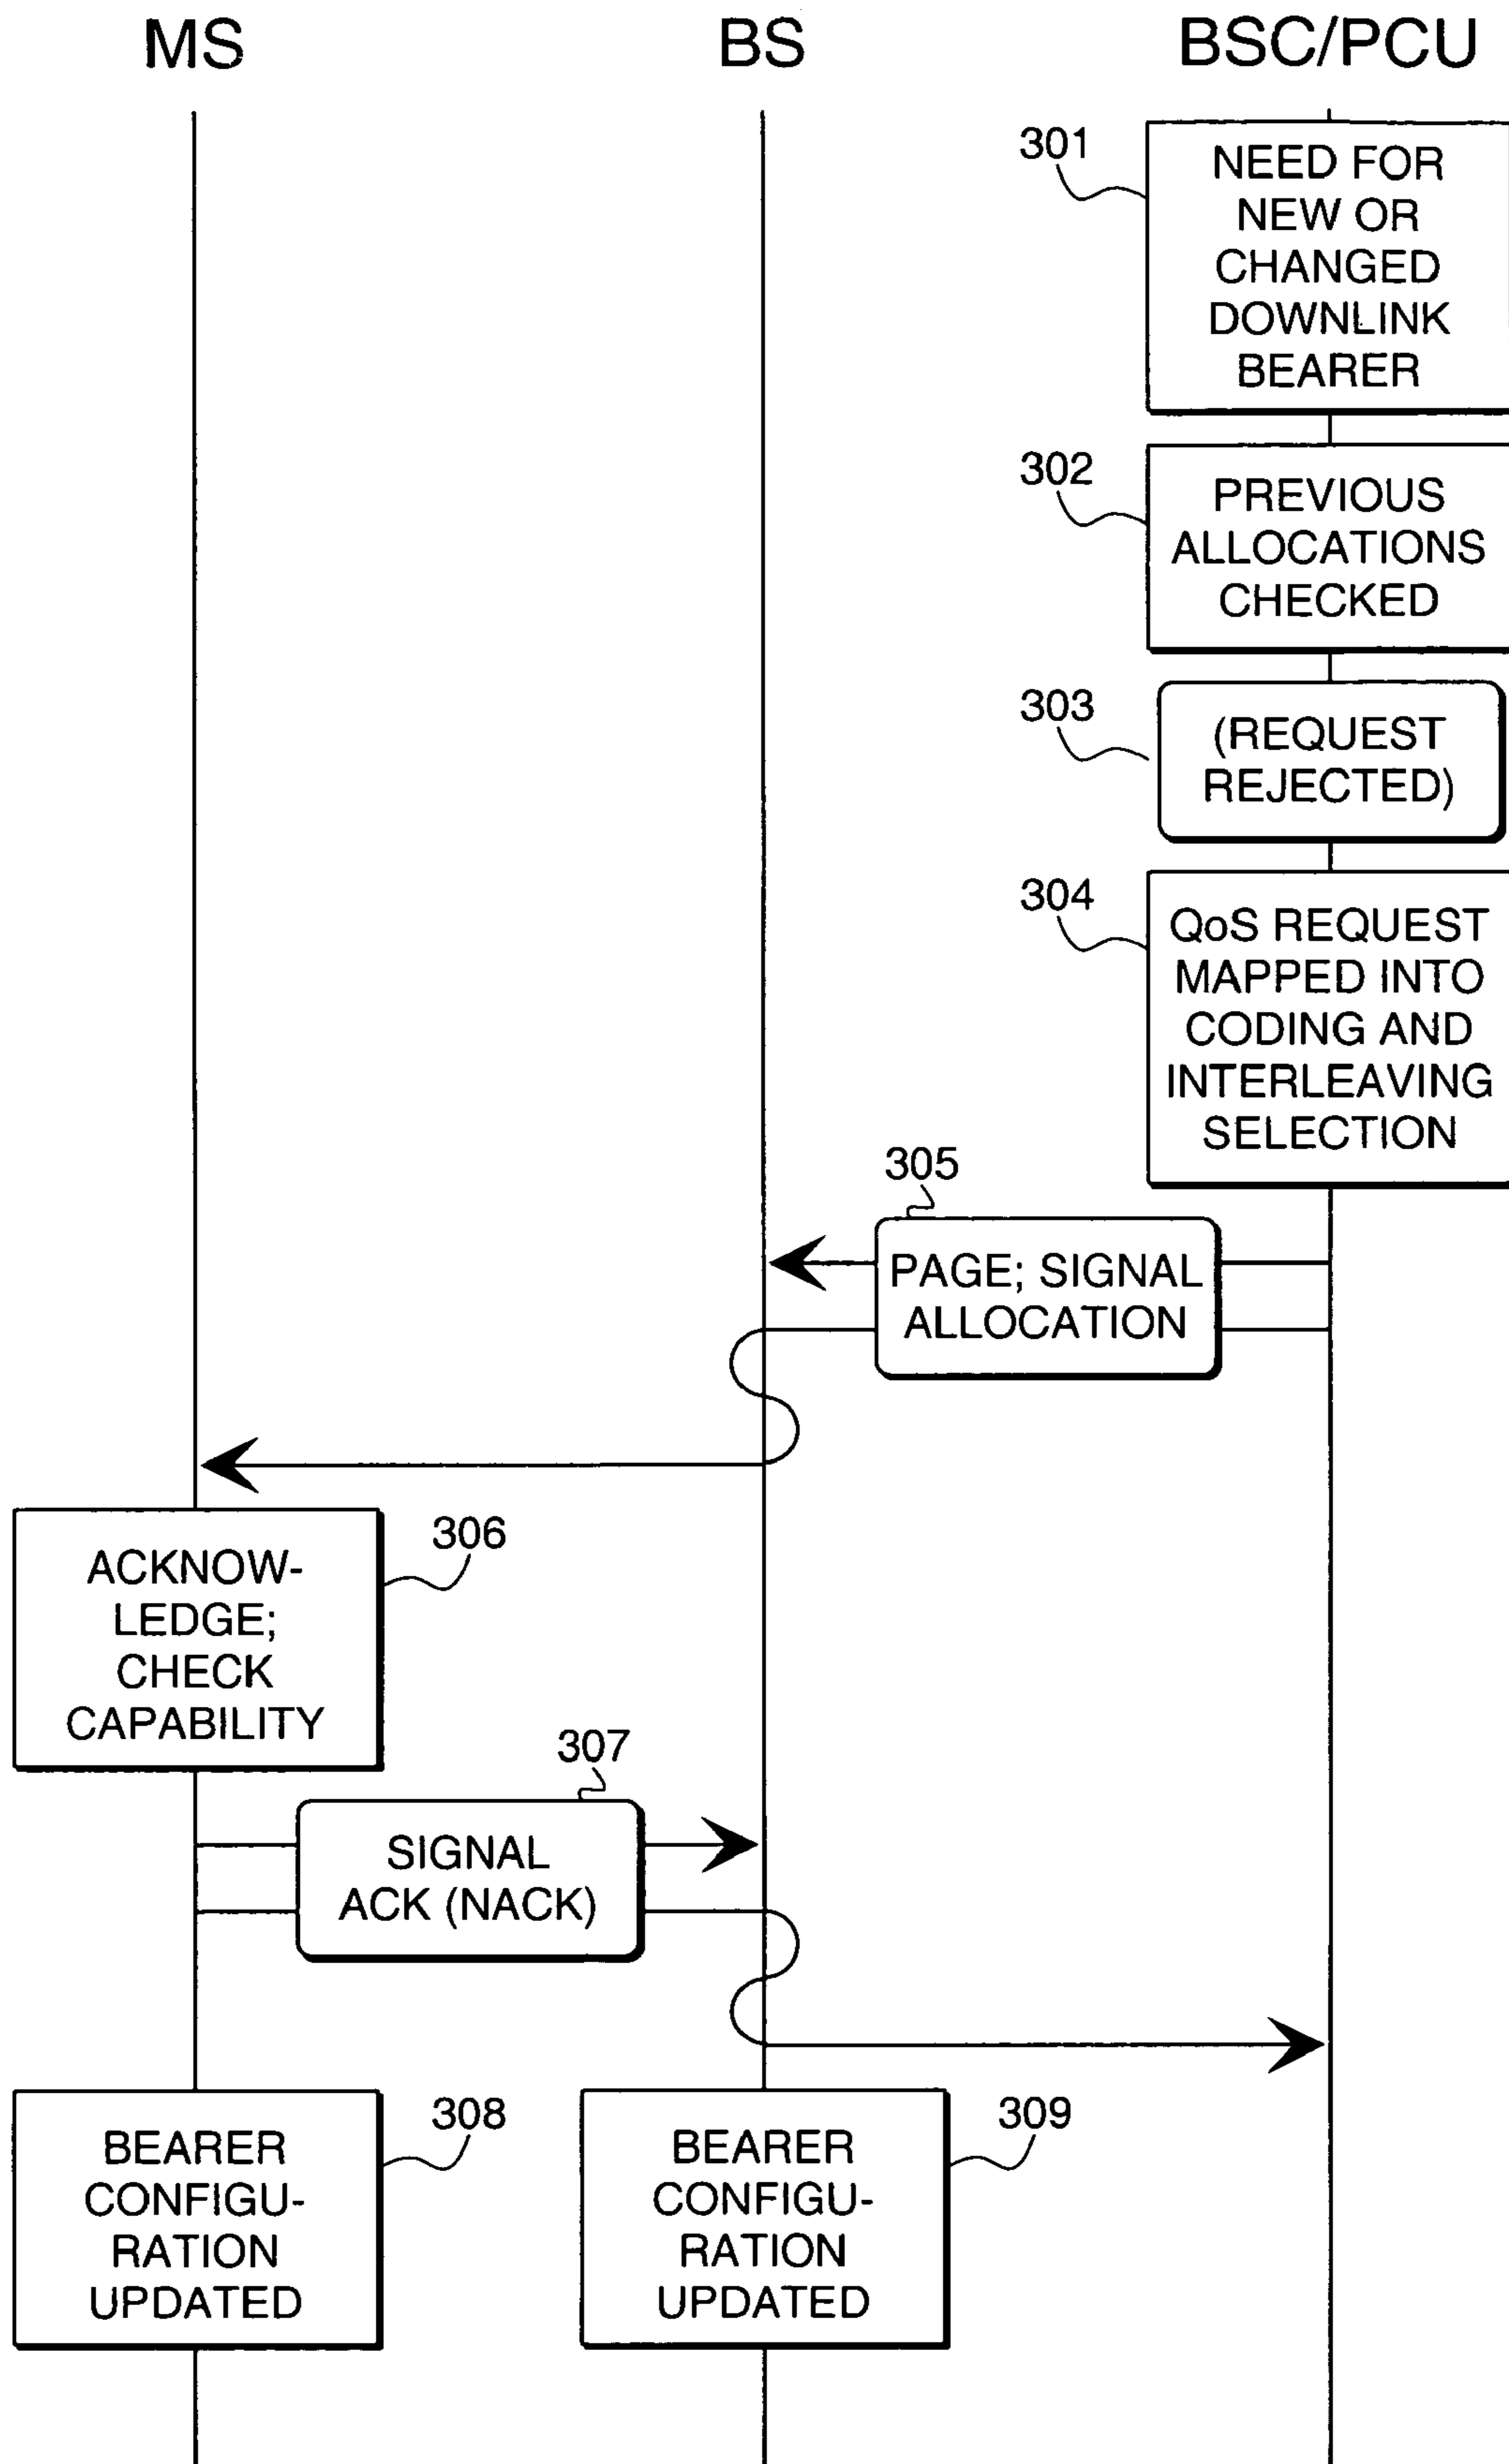 MS BS BSC/PCU
301
NEED FOR
NEW OR
CHANGED
DOWNLINK
BEARER
302
PREVIOUS
ALLOCATIONS
CHECKED
303
(REQUEST
REJECTED)
304
QoS REQUEST
MAPPED INTO
CODING AND
INTERLEAVING
SELECTION
305
PAGE; SIGNAL
ALLOCATION
306
ACKNOW-
LEDGE;
CHECK
CAPABILITY
307
SIGNAL
ACK (NACK)
308
BEARER
CONFIGU-
RATION
UPDATED
309
BEARER
CONFIGU-
RATION
UPDATED